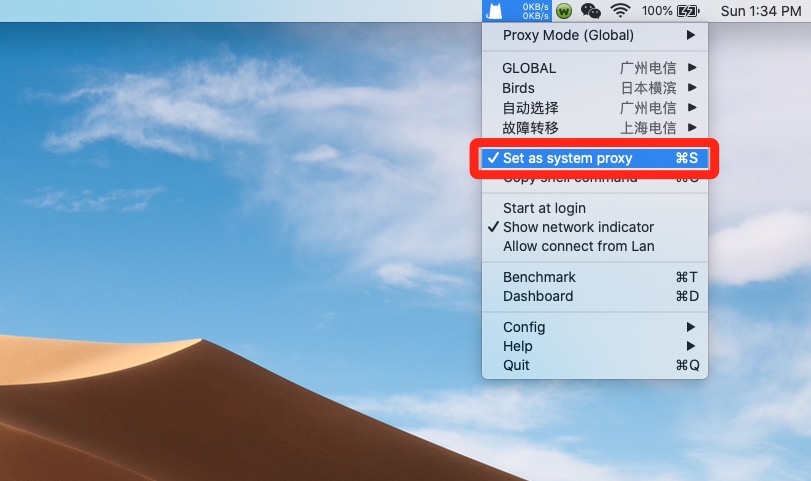 0KB/s
0KB/s
100%
Sun 1:34 PM
Proxy Mode (Global)
GLOBAL 广州电信
Birds 日本横滨
自动选择 广州电信
故障转移 上海电信
Set as system proxy ⌘S
Copy shell command ⌘C
Start at login
Show network indicator
Allow connect from Lan
Benchmark ⌘T
Dashboard ⌘D
Config
Help
Quit ⌘Q